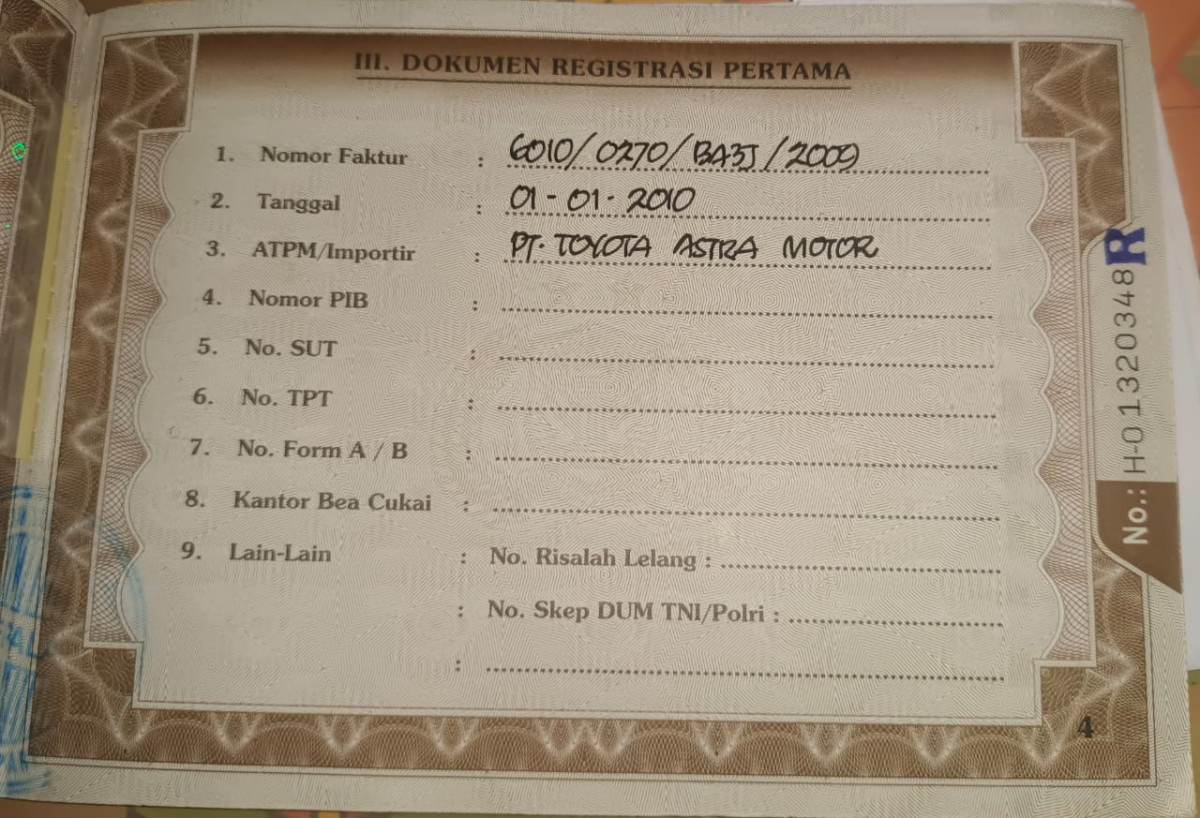 III. DOKUMEN REGISTRASI PERTAMA
1. Nomor Faktur : 6010/0270/BA3J/2009
2. Tanggal : 01-01-2010
3. ATPM/Importir : PT. TOYOTA ASTRA MOTOR
4. Nomor PIB :
5. No. SUT :
6. No. TPT :
7. No. Form A / B :
8. Kantor Bea Cukai :
9. Lain-Lain : No. Risalah Lelang :
: No. Skep DUM TNI/Polri :
:
No.: H-01320348 R
4